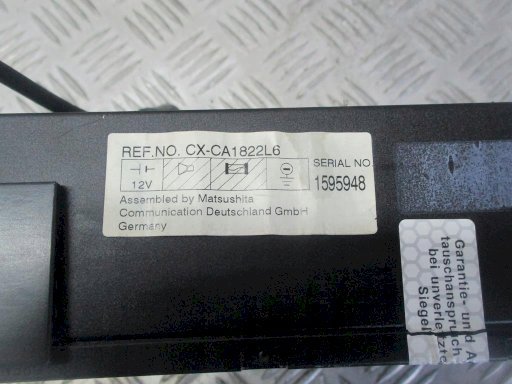 REF.NO. CX-CA1822L6
12V
SERIAL NO
1595948
Assembled by Matsushita
Communication Deutschland GmbH
Germany
Garantie- und
tauschanspruch
bei unverletzte
Siegel